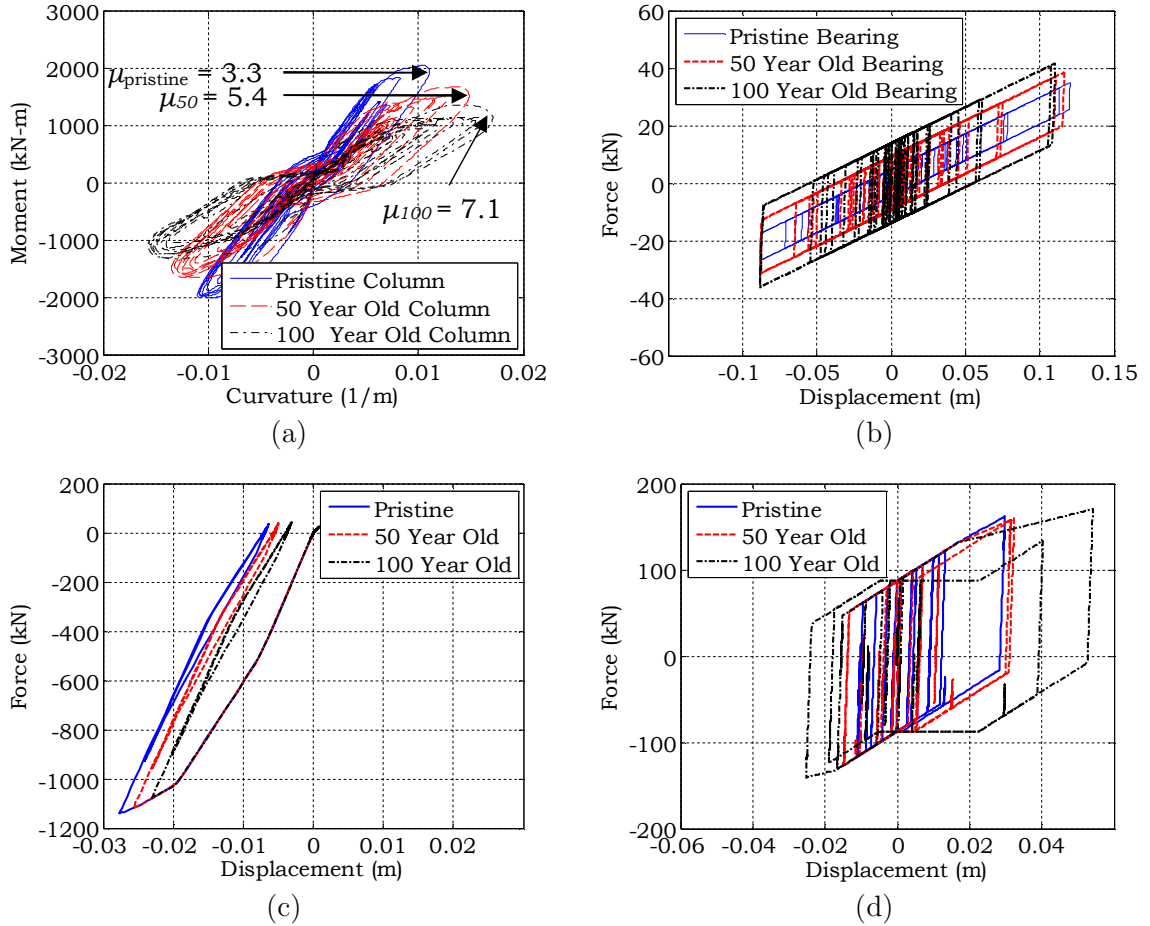 3000
2000
1000
0
-1000
-2000
-3000
Moment (kN-m)
μpristine = 3.3
μ50 = 5.4
μ100 = 7.1
Pristine Column
50 Year Old Column
100 Year Old Column
-0.02 -0.01 0 0.01 0.02
Curvature (1/m)
(a)
60
40
20
0
-20
-40
-60
Force (kN)
Pristine Bearing
50 Year Old Bearing
100 Year Old Bearing
-0.1 -0.05 0 0.05 0.1 0.15
Displacement (m)
(b)
200
0
-200
-400
-600
-800
-1000
-1200
Force (kN)
Pristine
50 Year Old
100 Year Old
-0.03 -0.02 -0.01 0 0.01 0.02
Displacement (m)
(c)
200
100
0
-100
-200
Force (kN)
Pristine
50 Year Old
100 Year Old
-0.06 -0.04 -0.02 0 0.02 0.04
Displacement (m)
(d)